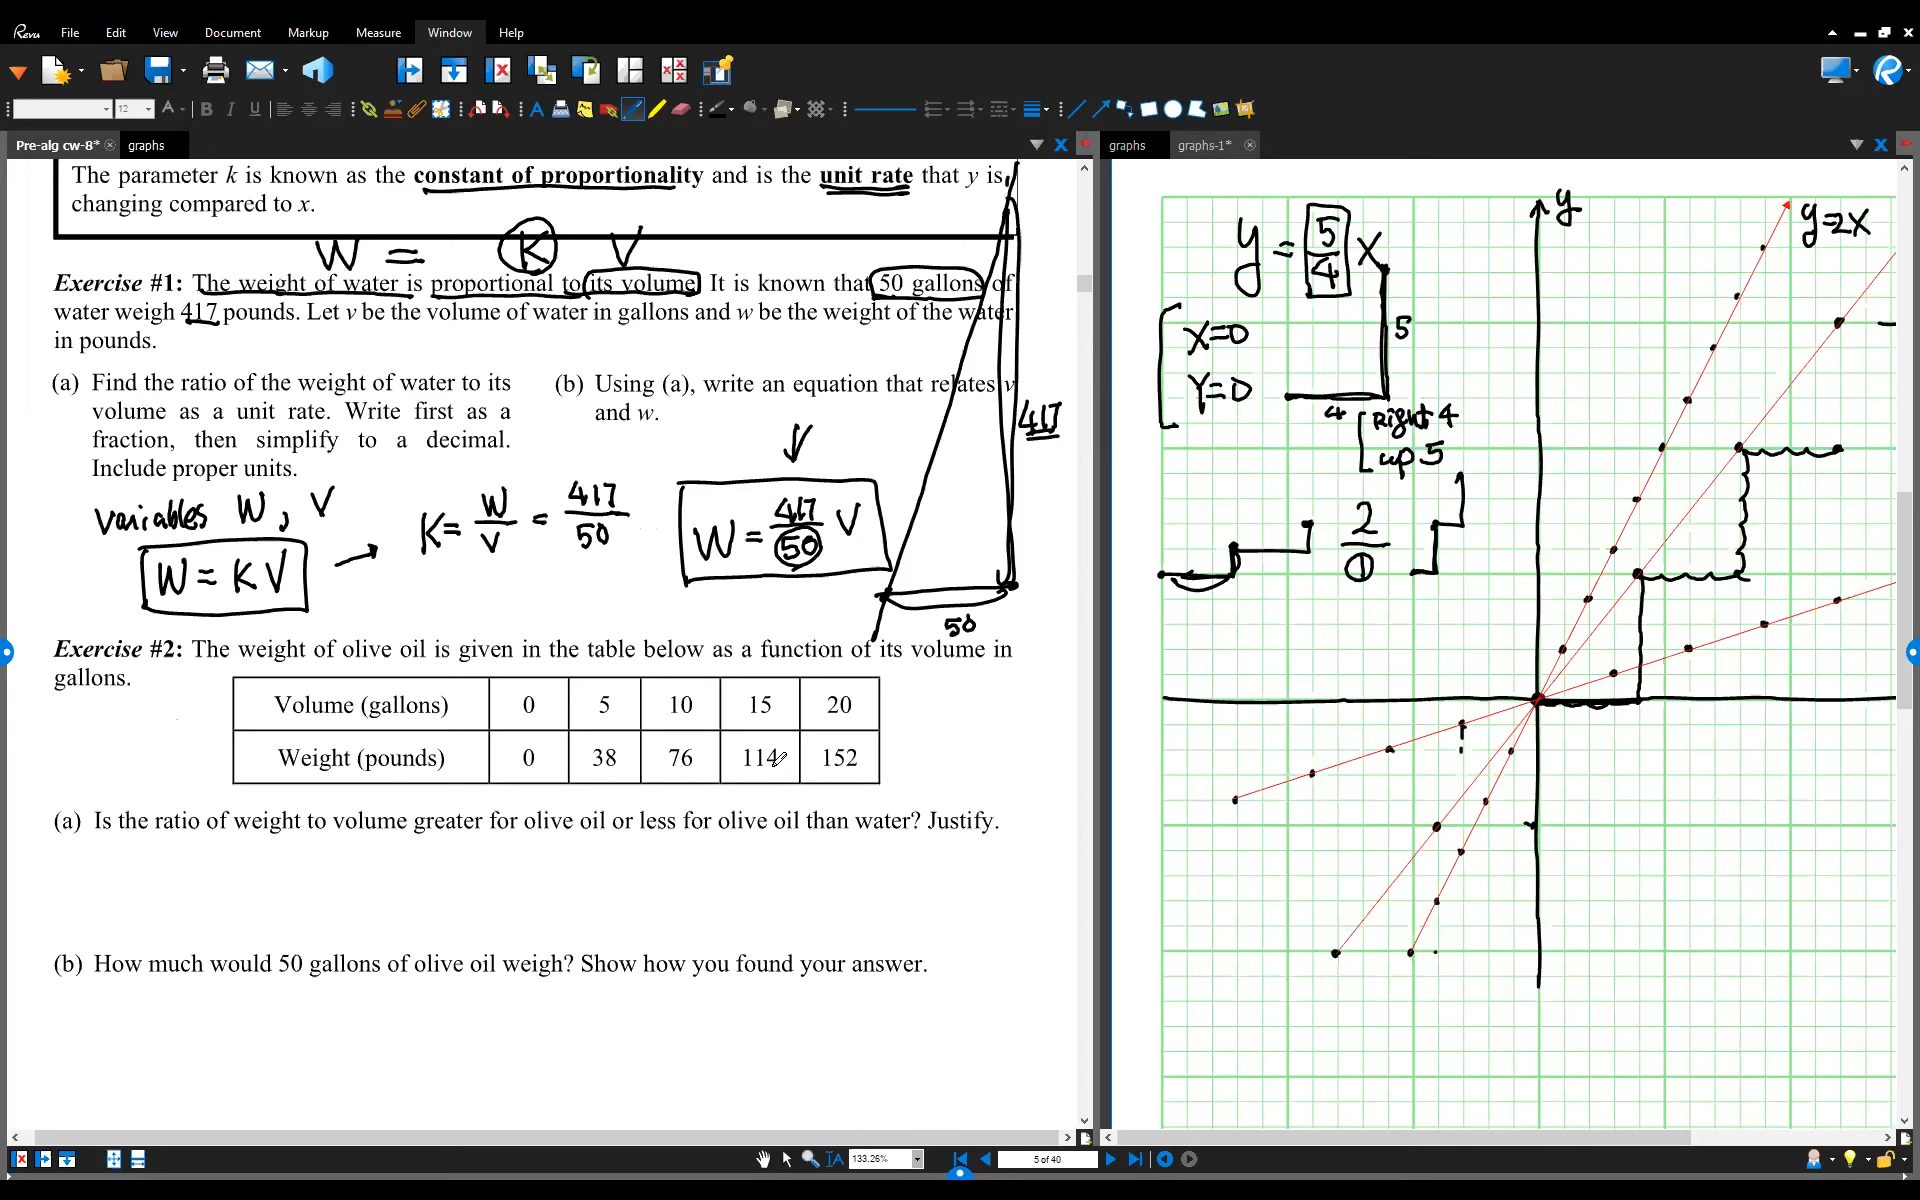 Revu File Edit View Document Markup Measure Window Help
12
Pre-alg cw-8* graphs
graphs graphs-1*
The parameter k is known as the constant of proportionality and is the unit rate that y is
changing compared to x.
W = K V
Exercise #1: The weight of water is proportional to its volume. It is known that 50 gallons of
water weigh 417 pounds. Let v be the volume of water in gallons and w be the weight of the water
in pounds.
(a) Find the ratio of the weight of water to its
volume as a unit rate. Write first as a
fraction, then simplify to a decimal.
Include proper units.
(b) Using (a), write an equation that relates v
and w.
variables W, V
W = KV
K = W/V = 417/50
W = 417/50 V
417
50
Exercise #2: The weight of olive oil is given in the table below as a function of its volume in
gallons.
Volume (gallons) 0 5 10 15 20
Weight (pounds) 0 38 76 114 152
(a) Is the ratio of weight to volume greater for olive oil or less for olive oil than water? Justify.
(b) How much would 50 gallons of olive oil weigh? Show how you found your answer.
y = 5/4 X
X=0
Y=0
5
4
Right 4
up 5
2/1
y
y=2X
133.26%
5 of 40